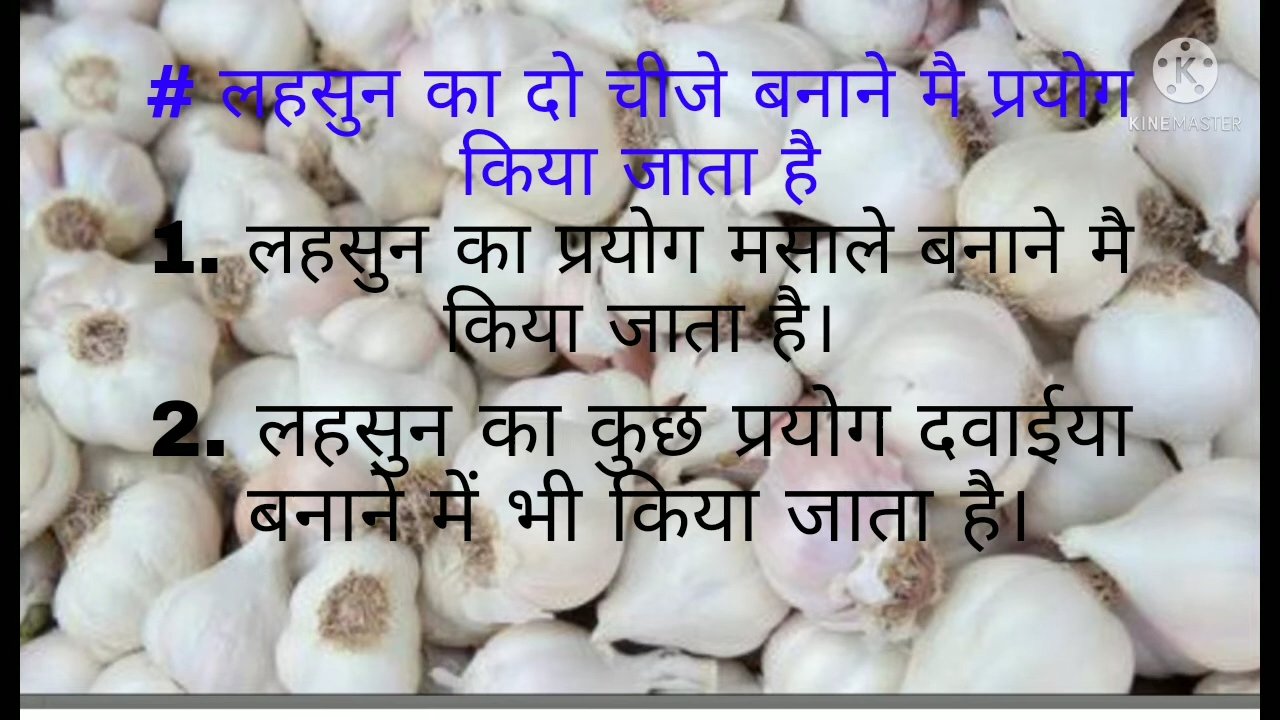 # लहसुन का दो चीजे बनाने मै प्रयोग
किया जाता है
1. लहसुन का प्रयोग मसाले बनाने मै
किया जाता है।
2. लहसुन का कुछ प्रयोग दवाईया
बनाने में भी किया जाता है।
K
KINEMASTER